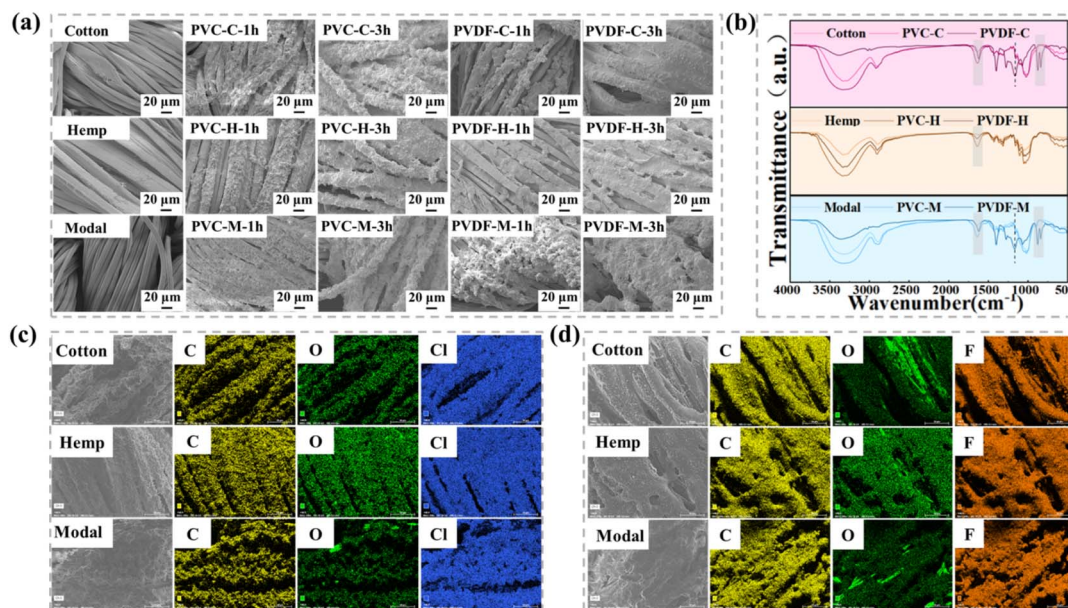 (a)
Cotton PVC-C-1h PVC-C-3h PVDF-C-1h PVDF-C-3h
20 μm 20 μm 20 μm 20 μm 20 μm
Hemp PVC-H-1h PVC-H-3h PVDF-H-1h PVDF-H-3h
20 μm 20 μm 20 μm 20 μm 20 μm
Modal PVC-M-1h PVC-M-3h PVDF-M-1h PVDF-M-3h
20 μm 20 μm 20 μm 20 μm 20 μm
(b)
Transmittance（a.u.）
Cotton PVC-C PVDF-C
Hemp PVC-H PVDF-H
Modal PVC-M PVDF-M
4000 3500 3000 2500 2000 1500 1000 500
Wavenumber(cm⁻¹)
(c)
Cotton C O Cl
Hemp C O Cl
Modal C O Cl
(d)
Cotton C O F
Hemp C O F
Modal C O F